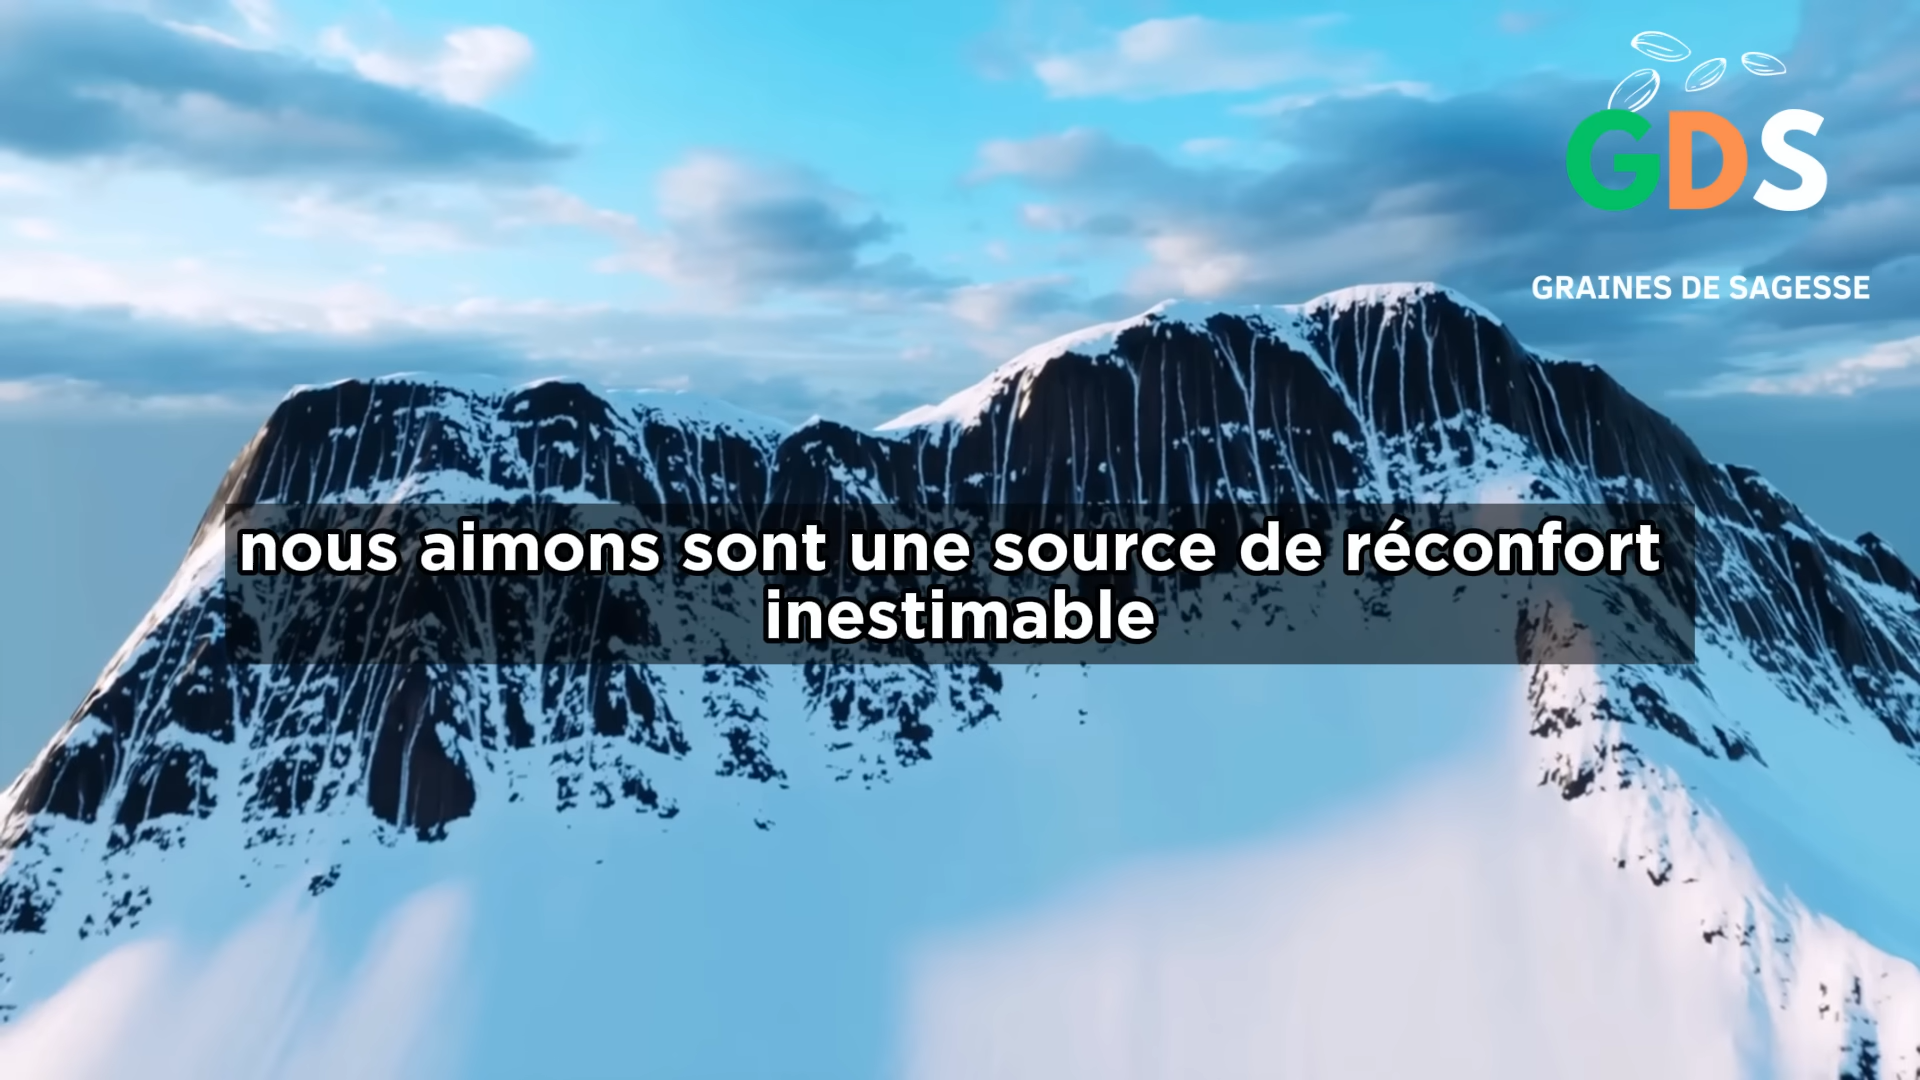 GDS
GRAINES DE SAGESSE
nous aimons sont une source de réconfort
inestimable